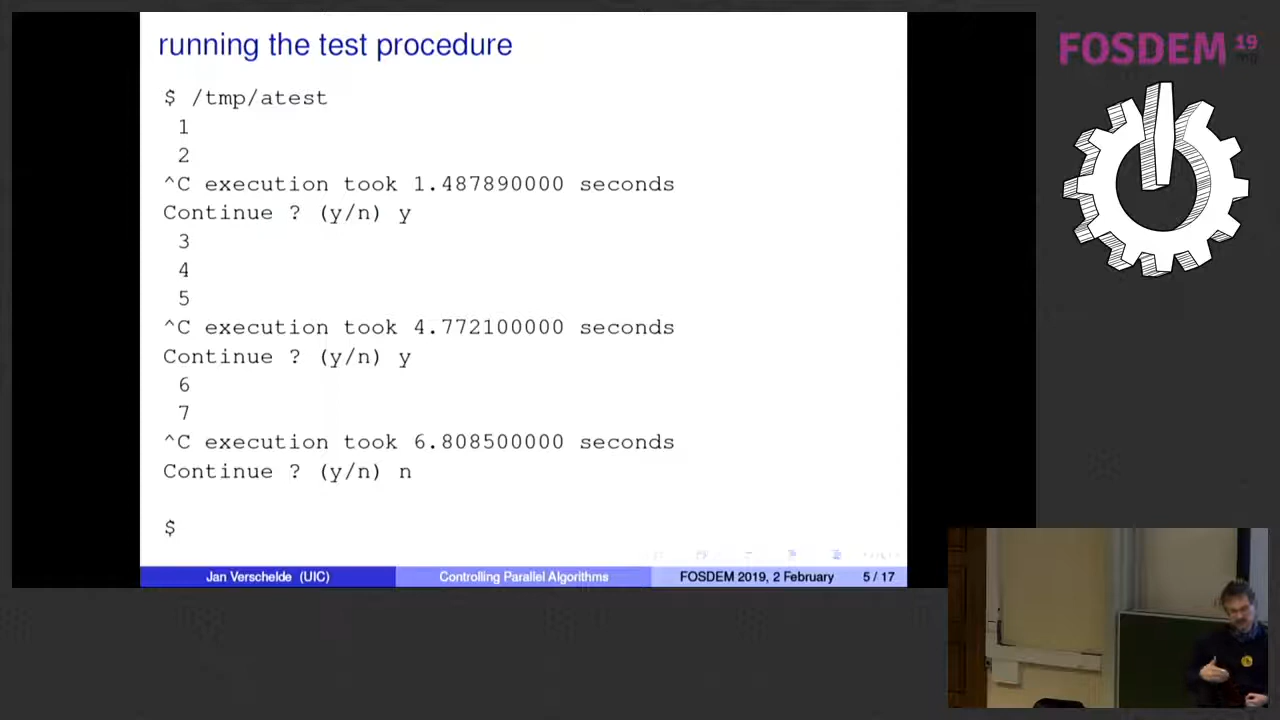 running the test procedure
$ /tmp/atest
1
2
^C execution took 1.487890000 seconds
Continue ? (y/n) y
3
4
5
^C execution took 4.772100000 seconds
Continue ? (y/n) y
6
7
^C execution took 6.808500000 seconds
Continue ? (y/n) n
$
Jan Verschelde (UIC) Controlling Parallel Algorithms FOSDEM 2019, 2 February 5 / 17
FOSDEM 19
.org